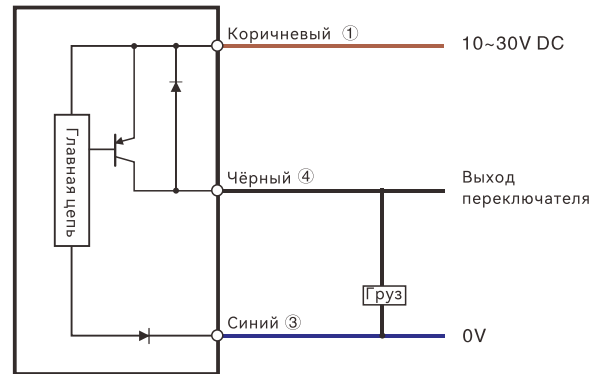 Коричневый ①
10~30V DC
Главная цепь
Чёрный ④
Выход
переключателя
Груз
Синий ③
0V